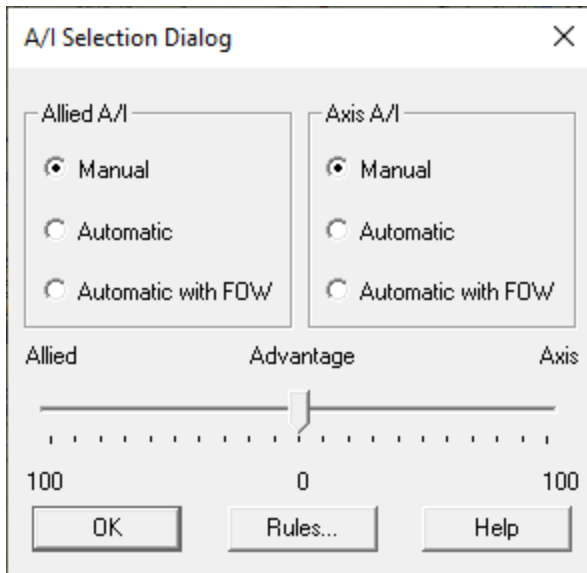 A/I Selection Dialog
Allied A/I
Manual
Automatic
Automatic with FOW
Axis A/I
Manual
Automatic
Automatic with FOW
Allied Advantage Axis
100 0 100
OK Rules... Help